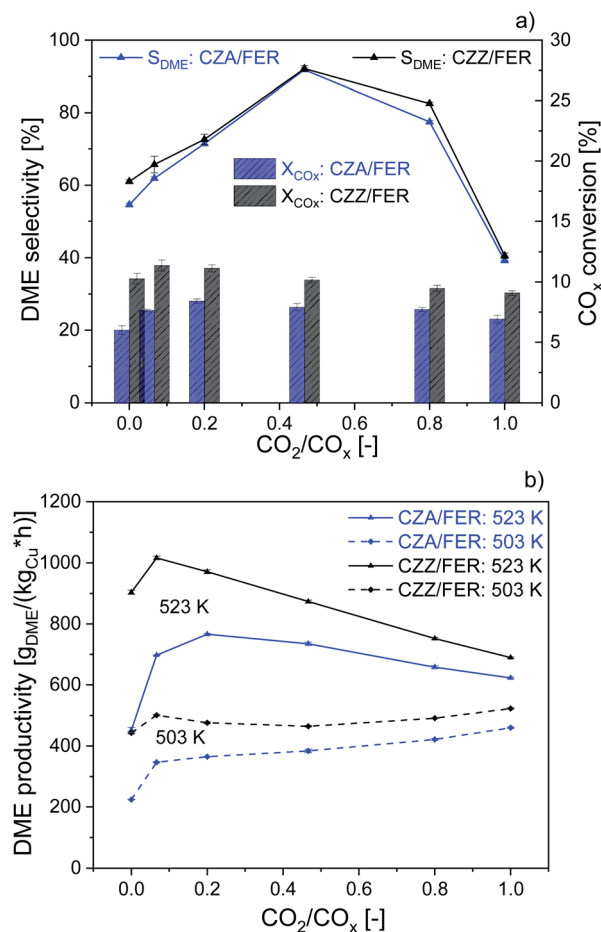 a)
S_DME: CZA/FER
S_DME: CZZ/FER
X_COx: CZA/FER
X_COx: CZZ/FER
DME selectivity [%]
100
80
60
40
20
0
COₓ conversion [%]
30
25
20
15
10
5
0
0.0 0.2 0.4 0.6 0.8 1.0
CO₂/COₓ [-]
b)
CZA/FER: 523 K
CZA/FER: 503 K
CZZ/FER: 523 K
CZZ/FER: 503 K
523 K
503 K
DME productivity [g_DME/(kg_Cu*h)]
1200
1000
800
600
400
200
0
0.0 0.2 0.4 0.6 0.8 1.0
CO₂/COₓ [-]